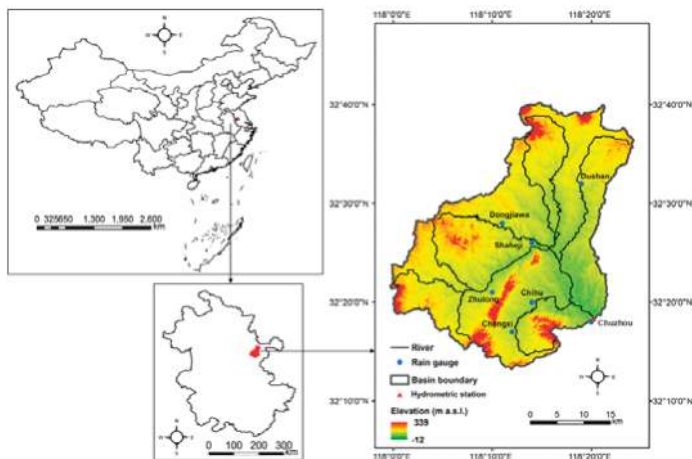 118°0'0"E 118°10'0"E 118°20'0"E
N
W E
S
0 325650 1,300 1,950 2,600
km
N
W E
S
0 100 200 300
km
32°40'0"N
32°30'0"N
32°20'0"N
32°10'0"N
32°40'0"N
32°30'0"N
32°20'0"N
32°10'0"N
Dushan
Dongjiawa
Shaheji
Zhulong
Chihu
Chengxi
Chuzhou
River
Rain gauge
Basin boundary
Hydrometric station
Elevation (m a.s.l.)
339
-12
N
W E
S
0 5 10 15
km
118°0'0"E 118°10'0"E 118°20'0"E